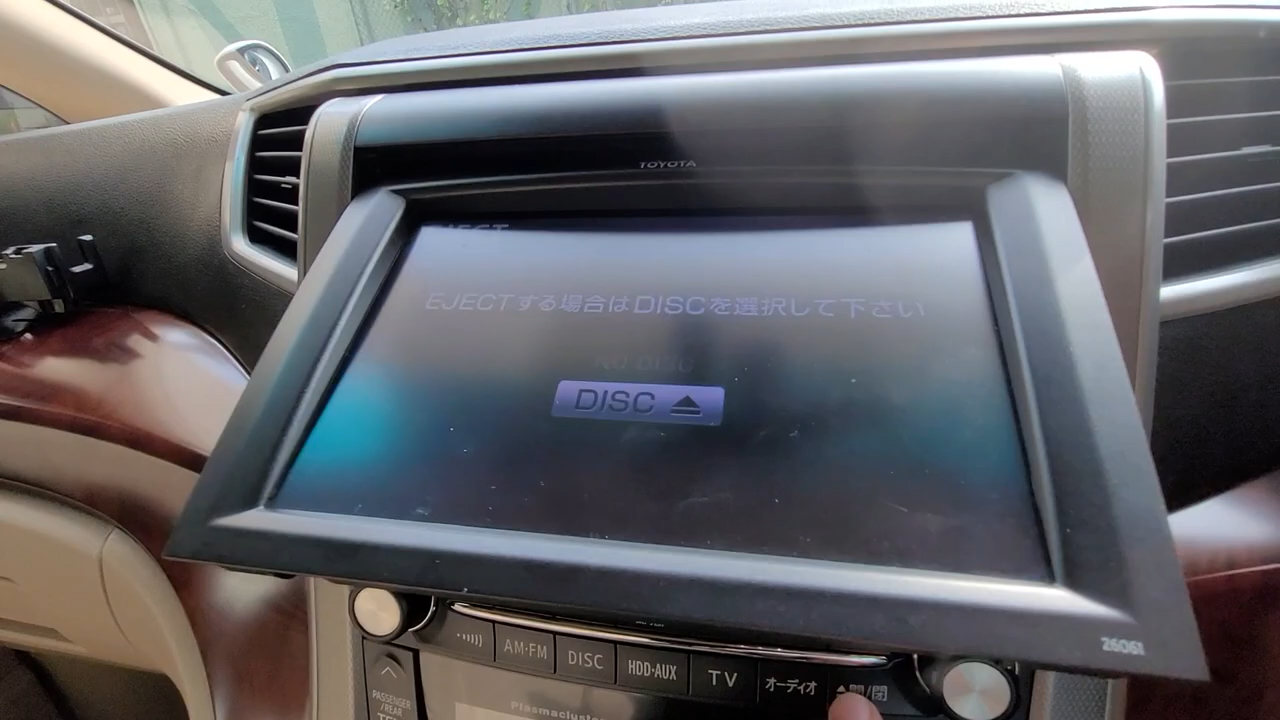 TOYOTA
EJECT
EJECTする場合はDISCを選択して下さい
NO DISC
DISC ▲
26061
AM·FM
DISC
HDD·AUX
TV
オーディオ
▲開/閉
PASSENGER
/REAR
Plasmacluster